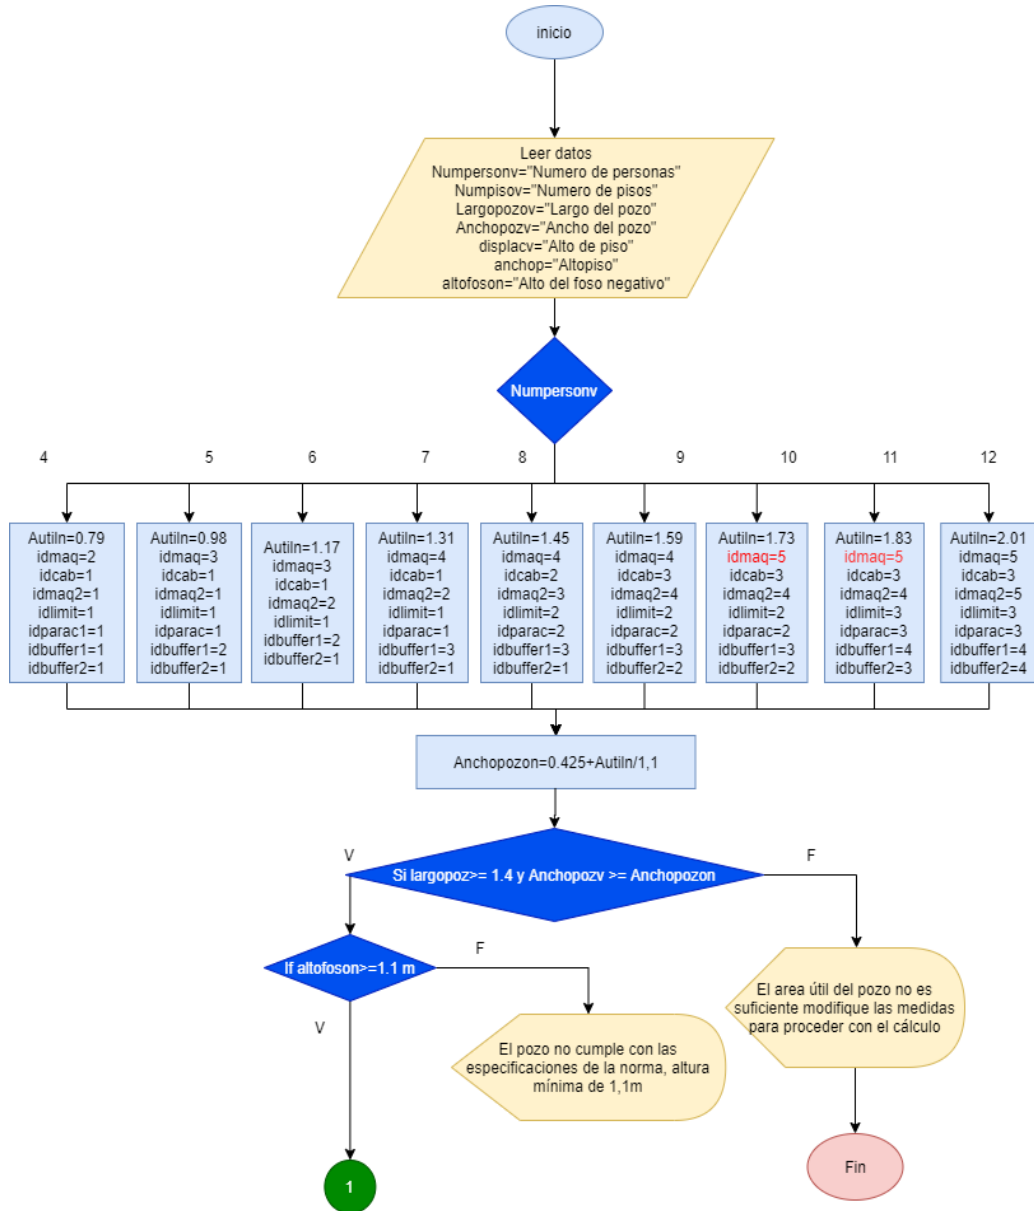 inicio
Leer datos
Numpersonv="Numero de personas"
Numpisov="Numero de pisos"
Largopozov="Largo del pozo"
Anchopozv="Ancho del pozo"
displacv="Alto de piso"
anchop="Altopiso"
altofoson="Alto del foso negativo"
Numpersonv
4
5
6
7
8
9
10
11
12
Autiln=0.79
idmaq=2
idcab=1
idmaq2=1
idlimit=1
idparac1=1
idbuffer1=1
idbuffer2=1
Autiln=0.98
idmaq=3
idcab=1
idmaq2=1
idlimit=1
idparac=1
idbuffer1=2
idbuffer2=1
Autiln=1.17
idmaq=3
idcab=1
idmaq2=2
idlimit=1
idbuffer1=2
idbuffer2=1
Autiln=1.31
idmaq=4
idcab=1
idmaq2=2
idlimit=1
idparac=1
idbuffer1=3
idbuffer2=1
Autiln=1.45
idmaq=4
idcab=2
idmaq2=3
idlimit=2
idparac=2
idbuffer1=3
idbuffer2=1
Autiln=1.59
idmaq=4
idcab=3
idmaq2=4
idlimit=2
idparac=2
idbuffer1=3
idbuffer2=2
Autiln=1.73
idmaq=5
idcab=3
idmaq2=4
idlimit=2
idparac=2
idbuffer1=3
idbuffer2=2
Autiln=1.83
idmaq=5
idcab=3
idmaq2=4
idlimit=3
idparac=3
idbuffer1=4
idbuffer2=3
Autiln=2.01
idmaq=5
idcab=3
idmaq2=5
idlimit=3
idparac=3
idbuffer1=4
idbuffer2=4
Anchopozon=0.425+Autiln/1,1
V
Si largopoz>= 1.4 y Anchopozv >= Anchopozon
F
If altofoson>=1.1 m
F
V
El pozo no cumple con las
especificaciones de la norma, altura
mínima de 1,1m
El area útil del pozo no es
suficiente modifique las medidas
para proceder con el cálculo
1
Fin